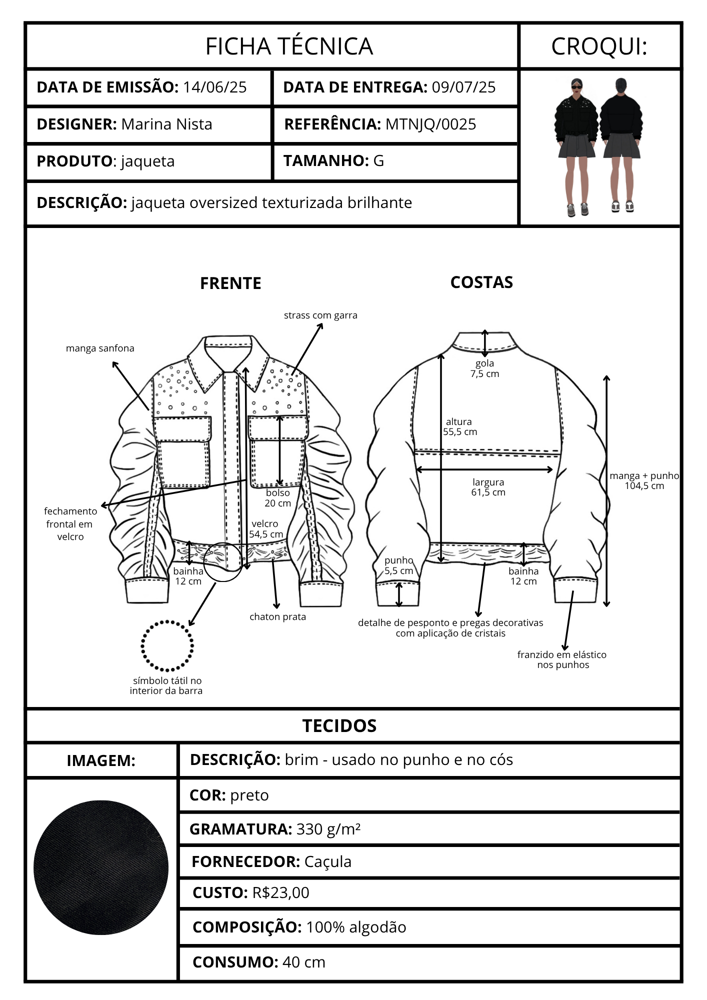 FICHA TÉCNICA
CROQUI:
DATA DE EMISSÃO: 14/06/25
DATA DE ENTREGA: 09/07/25
DESIGNER: Marina Nista
REFERÊNCIA: MTNJQ/0025
PRODUTO: jaqueta
TAMANHO: G
DESCRIÇÃO: jaqueta oversized texturizada brilhante
FRENTE
COSTAS
strass com garra
manga sanfona
gola
7,5 cm
altura
55,5 cm
manga + punho
104,5 cm
largura
61,5 cm
bolso
20 cm
fechamento
frontal em
velcro
velcro
54,5 cm
bainha
12 cm
punho
5,5 cm
bainha
12 cm
chaton prata
detalhe de pesponto e pregas decorativas
com aplicação de cristais
franzido em elástico
nos punhos
símbolo tátil no
interior da barra
TECIDOS
IMAGEM:
DESCRIÇÃO: brim - usado no punho e no cós
COR: preto
GRAMATURA: 330 g/m²
FORNECEDOR: Caçula
CUSTO: R$23,00
COMPOSIÇÃO: 100% algodão
CONSUMO: 40 cm